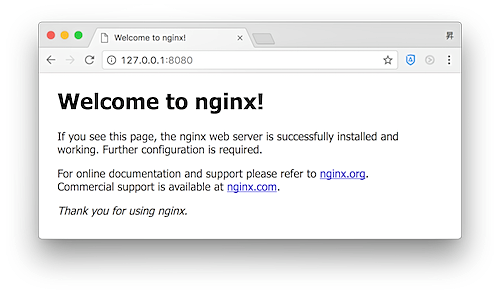 Welcome to nginx!
昇
127.0.0.1:8080
Welcome to nginx!
If you see this page, the nginx web server is successfully installed and
working. Further configuration is required.
For online documentation and support please refer to nginx.org.
Commercial support is available at nginx.com.
Thank you for using nginx.